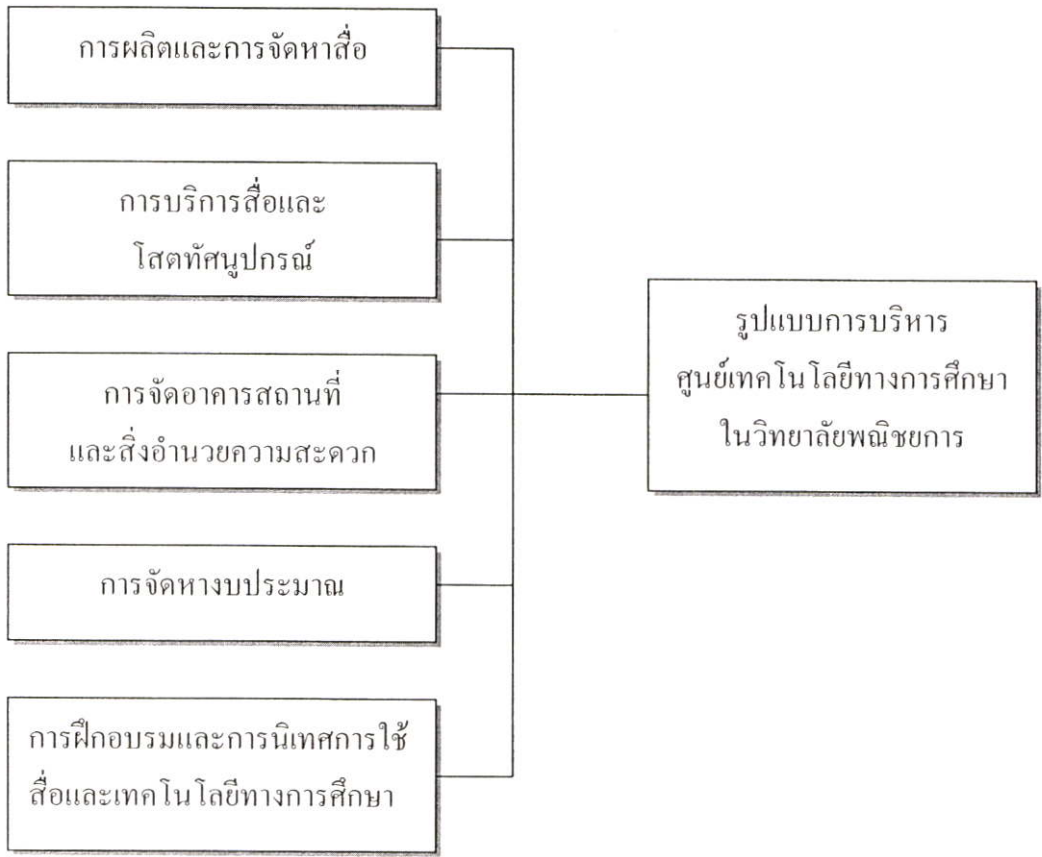 การผลิตและการจัดหาสื่อ
การบริการสื่อและ
โสตทัศนูปกรณ์
การจัดอาคารสถานที่
และสิ่งอำนวยความสะดวก
การจัดหางบประมาณ
การฝึกอบรมและการนิเทศการใช้
สื่อและเทคโนโลยีทางการศึกษา
รูปแบบการบริหาร
ศูนย์เทคโนโลยีทางการศึกษา
ในวิทยาลัยพณิชยการ